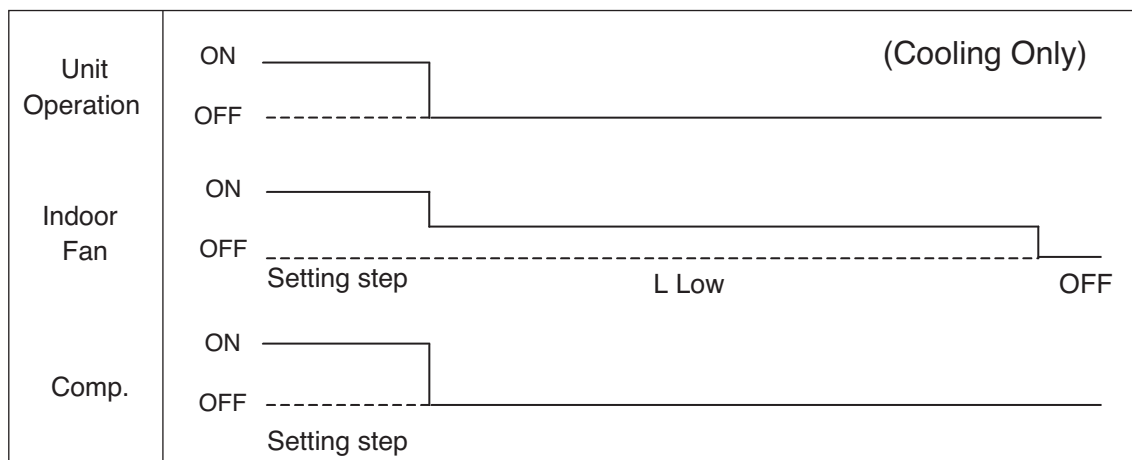 (Cooling Only)
Unit
Operation
ON
OFF
Indoor
Fan
ON
OFF
Setting step
L Low
OFF
Comp.
ON
OFF
Setting step